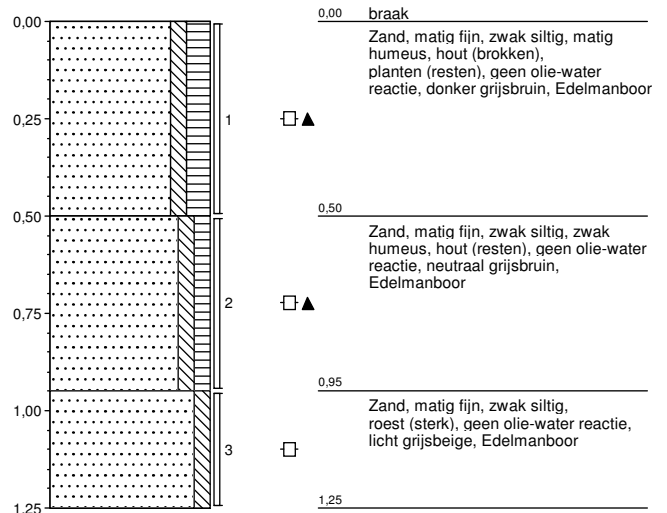 0,00
0,25
0,50
0,75
1,00
1,25
1
2
3
0,00 braak
Zand, matig fijn, zwak siltig, matig
humeus, hout (brokken),
planten (resten), geen olie-water
reactie, donker grijsbruin, Edelmanboor
0,50
Zand, matig fijn, zwak siltig, zwak
humeus, hout (resten), geen olie-water
reactie, neutraal grijsbruin,
Edelmanboor
0,95
Zand, matig fijn, zwak siltig,
roest (sterk), geen olie-water reactie,
licht grijsbeige, Edelmanboor
1,25